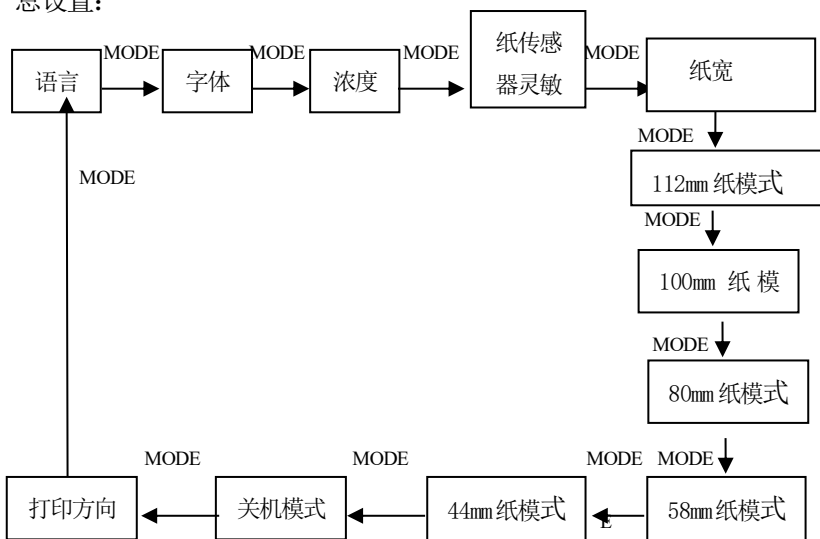 总设置：
MODE
MODE
MODE
MODE
语言
字体
浓度
纸传感
器灵敏
纸宽
MODE
112mm 纸模式
MODE
MODE
100mm 纸 模
MODE
80mm 纸模式
MODE
MODE
MODE
MODE
打印方向
关机模式
44mm 纸模式
E
58mm 纸模式